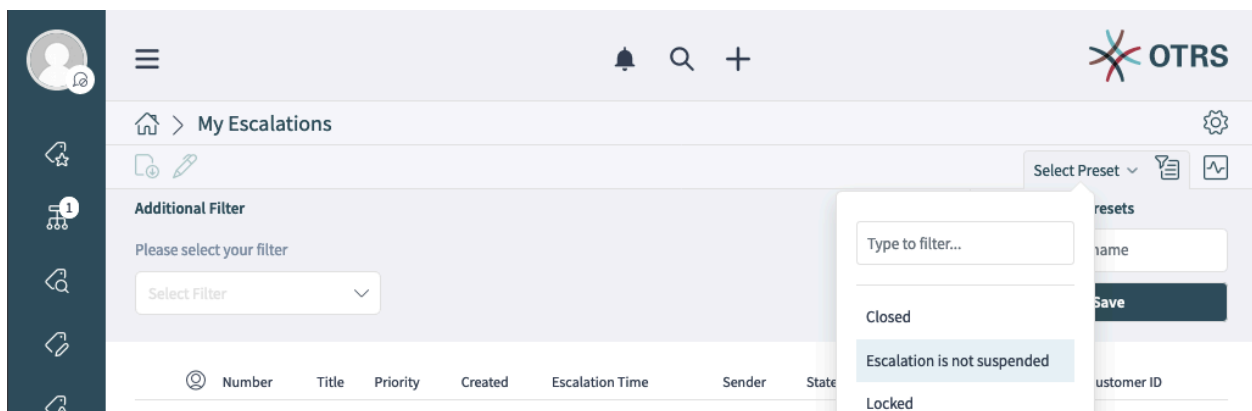 OTRS
My Escalations
Select Preset
Additional Filter
resets
Please select your filter
Type to filter...
name
Select Filter
Save
Closed
Escalation is not suspended
1
Number Title Priority Created Escalation Time Sender State ustomer ID
Locked